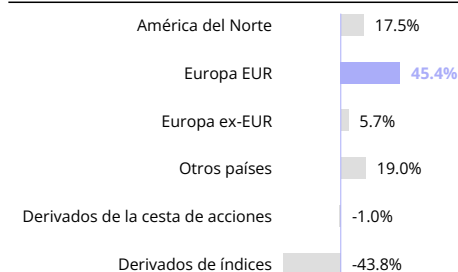 América del Norte 17.5%
Europa EUR 45.4%
Europa ex-EUR 5.7%
Otros países 19.0%
Derivados de la cesta de acciones -1.0%
Derivados de índices -43.8%